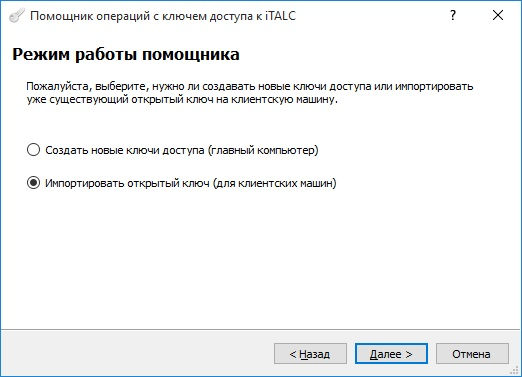 Помощник операций с ключем доступа к iTALC
?
Режим работы помощника
Пожалуйста, выберите, нужно ли создавать новые ключи доступа или импортировать
уже существующий открытый ключ на клиентскую машину.
Создать новые ключи доступа (главный компьютер)
Импортировать открытый ключ (для клиентских машин)
< Назад Далее > Отмена